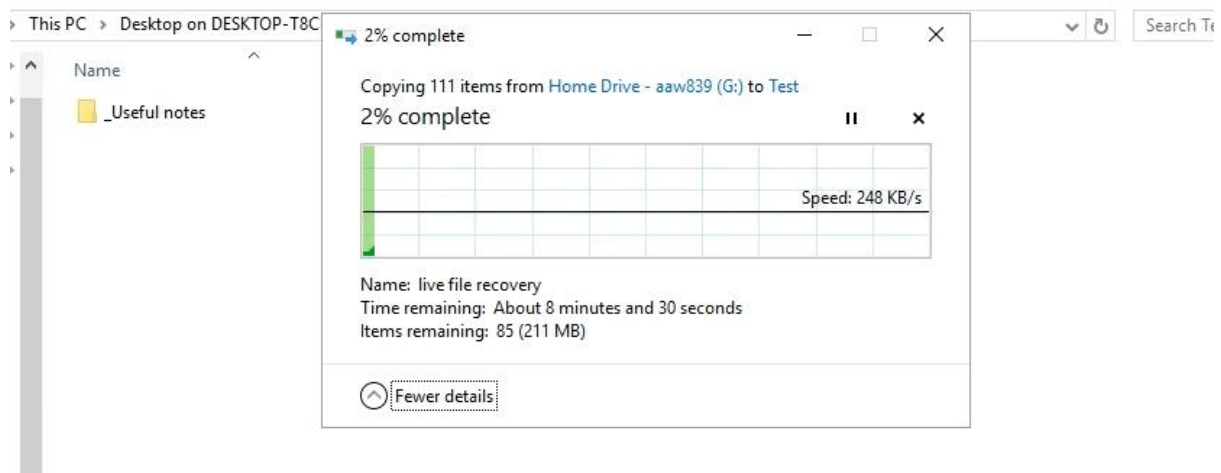 This PC > Desktop on DESKTOP-T8C
Search Te
Name
_Useful notes
2% complete
Copying 111 items from Home Drive - aaw839 (G:) to Test
2% complete
Speed: 248 KB/s
Name: live file recovery
Time remaining: About 8 minutes and 30 seconds
Items remaining: 85 (211 MB)
Fewer details